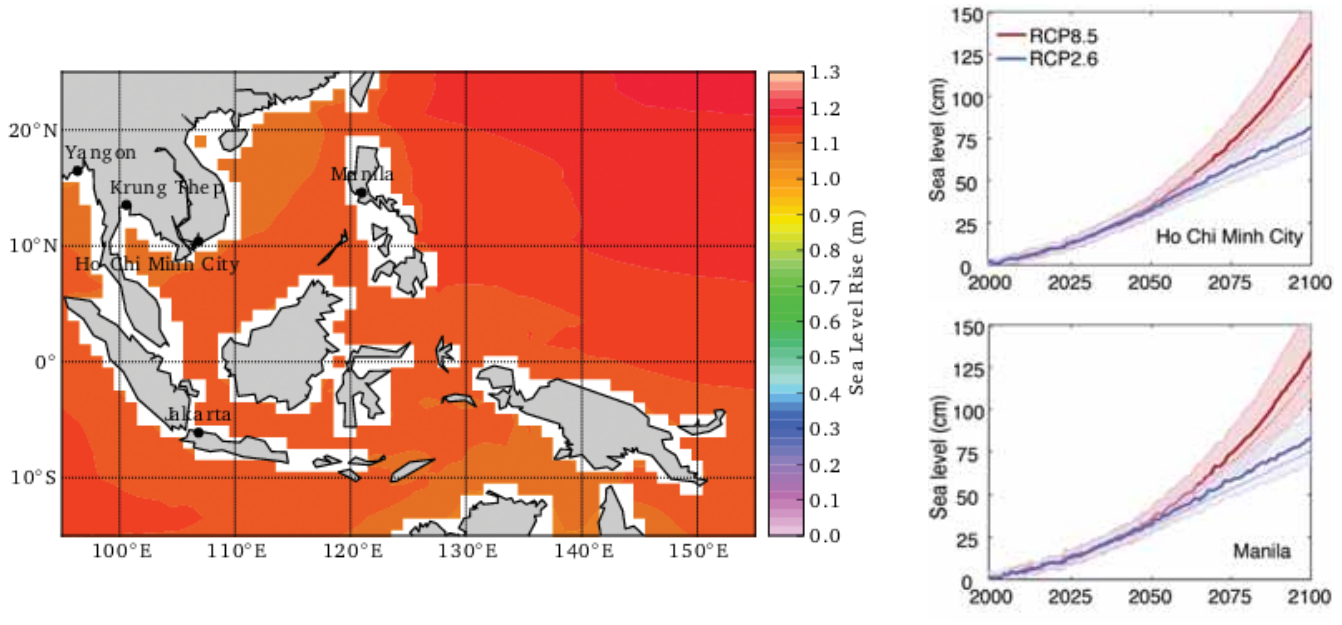 Yangon
Krung Thep
Manila
Ho Chi Minh City
Jakarta
20°N
10°N
0°
10°S
100°E 110°E 120°E 130°E 140°E 150°E
1.3
1.2
1.1
1.0
0.9
0.8
0.7
0.6
0.5
0.4
0.3
0.2
0.1
0.0
Sea Level Rise (m)
150
125
100
75
50
25
0
Sea level (cm)
RCP8.5
RCP2.6
Ho Chi Minh City
2000 2025 2050 2075 2100
150
125
100
75
50
25
0
Sea level (cm)
Manila
2000 2025 2050 2075 2100